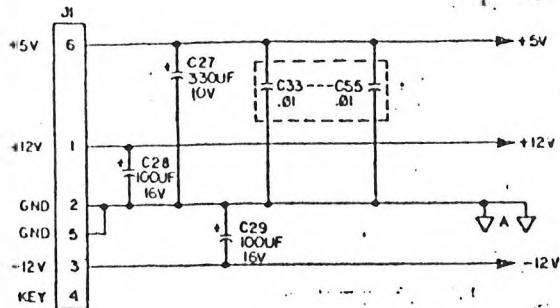 J1
+5V 6 +5V
C27
330UF
10V
C33 ---- C55
.01 .01
+12V 1 +12V
C28
100UF
16V
GND 2
A
GND 5
C29
100UF
16V
-12V 3 -12V
KEY 4